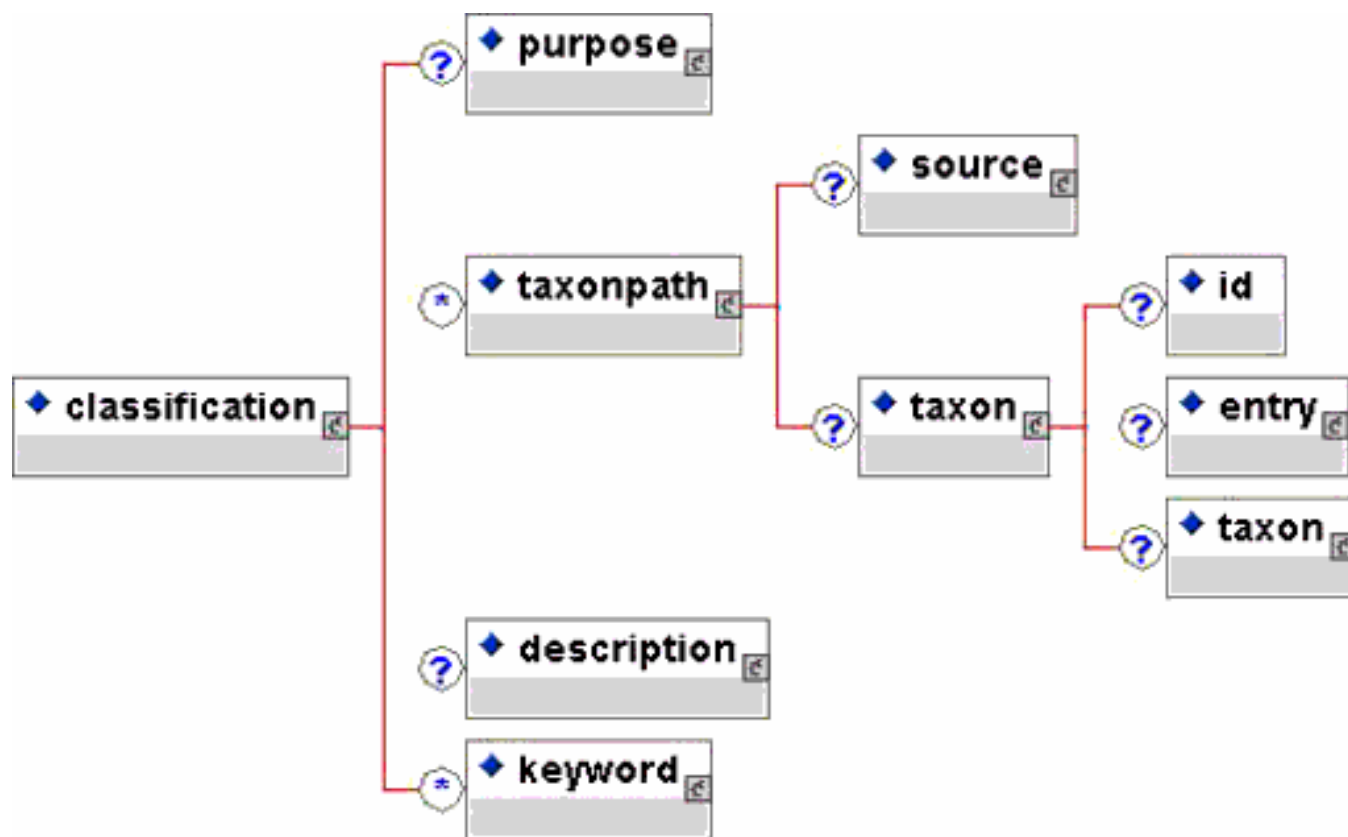 ? purpose
? source
* taxonpath
? id
classification
? taxon
? entry
? taxon
? description
* keyword